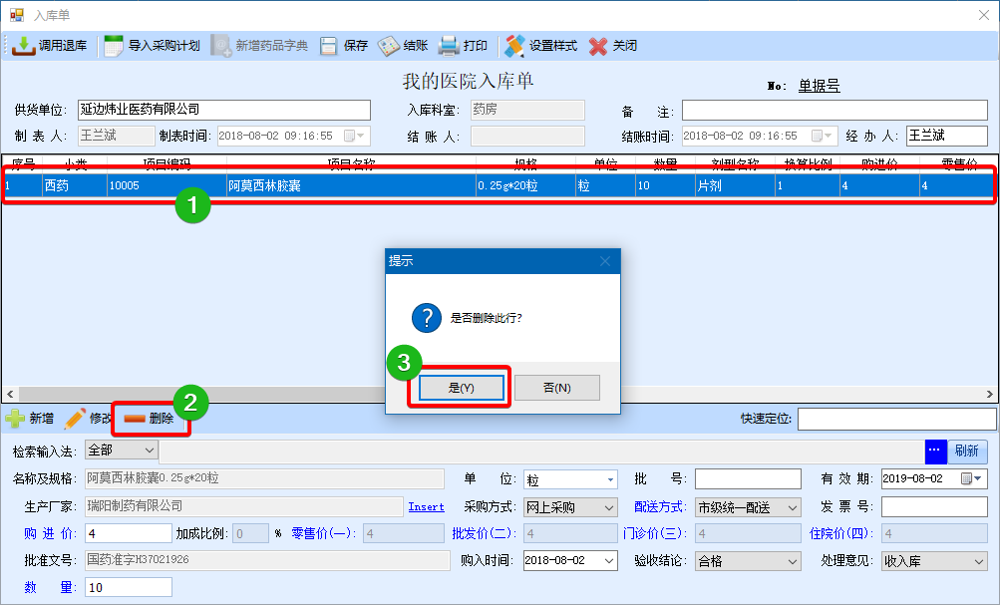 入库单
调用退库 导入采购计划 新增药品字典 保存 结账 打印 设置样式 关闭
我的医院入库单
No: 单据号
供货单位: 延边炜业医药有限公司 入库科室: 药房 备 注:
制 表 人: 王兰斌 制表时间: 2018-08-02 09:16:55 结 账 人: 结账时间: 2018-08-02 09:16:55 经 办 人: 王兰斌
序号 小类 项目编码 项目名称 规格 单位 数量 剂型名称 换算比例 购进价 零售价
1 西药 10005 阿莫西林胶囊 0.25g*20粒 粒 10 片剂 1 4 4
1
提示
? 是否删除此行?
3
是(Y) 否(N)
2
新增 修改 删除 快速定位:
检索输入法: 全部 ... 刷新
名称及规格: 阿莫西林胶囊0.25g*20粒 单 位: 粒 批 号: 有 效 期: 2019-08-02
生产厂家: 瑞阳制药有限公司 Insert 采购方式: 网上采购 配送方式: 市级统一配送 发 票 号:
购 进 价: 4 加成比例: 0 % 零售价(一): 4 批发价(二): 4 门诊价(三): 4 住院价(四): 4
批准文号: 国药准字H37021926 购入时间: 2018-08-02 验收结论: 合格 处理意见: 收入库
数 量: 10